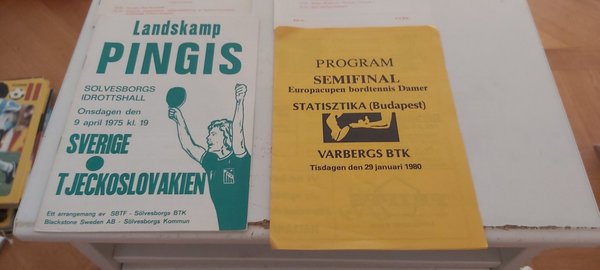 Landskamp
PINGIS
SÖLVESBORGS
IDROTTSHALL
Onsdagen den
9 april 1975 kl. 19
SVERIGE
TJECKOSLOVAKIEN
Ett arrangemang av SBTF - Sölvesborgs BTK
Blackstone Sweden AB - Sölvesborgs Kommun
PROGRAM
SEMIFINAL
Europacupen bordtennis Damer
STATISZTIKA (Budapest)
VARBERGS BTK
Tisdagen den 29 januari 1980